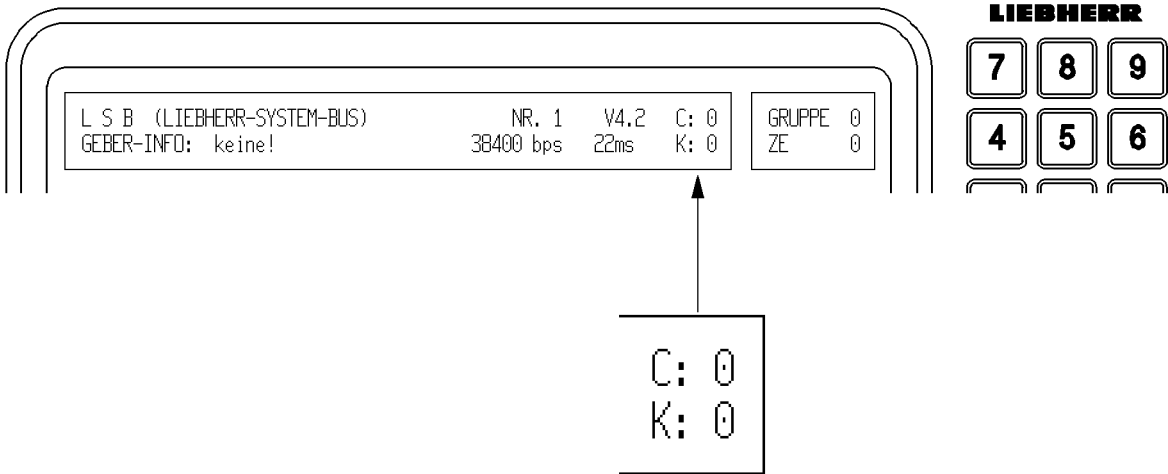 LIEBHERR
7 8 9
L S B (LIEBHERR-SYSTEM-BUS) NR. 1 V4.2 C: 0 GRUPPE 0
GEBER-INFO: keine! 38400 bps 22ms K: 0 ZE 0
4 5 6
C: 0
K: 0